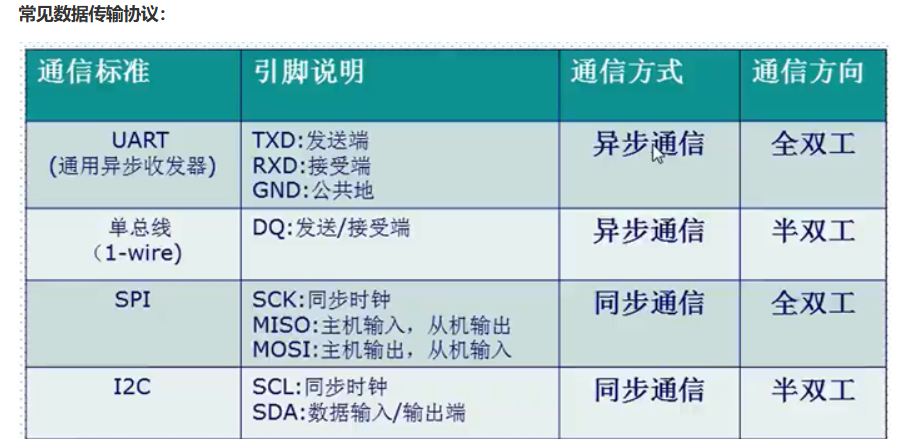 常见数据传输协议：
通信标准 引脚说明 通信方式 通信方向
UART
(通用异步收发器)
TXD:发送端
RXD:接受端
GND:公共地
异步通信
全双工
单总线
（1-wire)
DQ:发送/接受端
异步通信
半双工
SPI
SCK:同步时钟
MISO:主机输入，从机输出
MOSI:主机输出，从机输入
同步通信
全双工
I2C
SCL:同步时钟
SDA:数据输入/输出端
同步通信
半双工